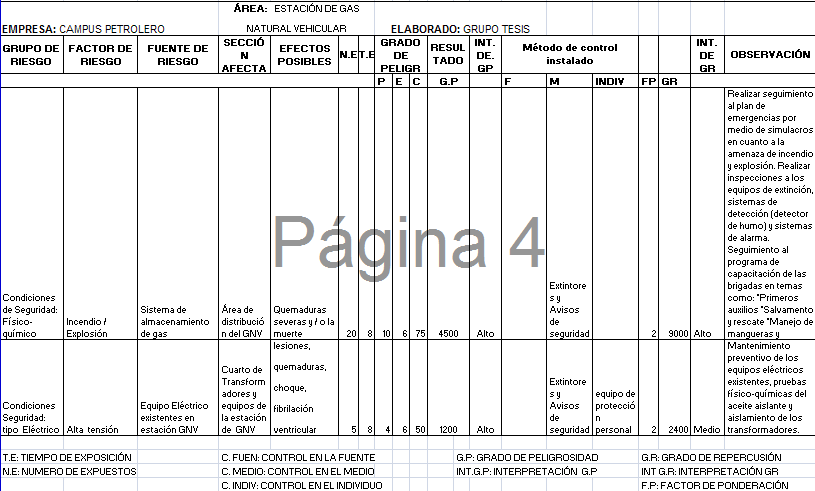 ÁREA: ESTACIÓN DE GAS
EMPRESA: CAMPUS PETROLERO NATURAL VEHICULAR ELABORADO: GRUPO TESIS
GRUPO DE RIESGO
FACTOR DE RIESGO
FUENTE DE RIESGO
SECCIÓ
N
AFECTA
EFECTOS POSIBLES
N.E
T.E
GRADO
DE
PELIGR
RESUL
TADO
INT.
DE.
GP
Método de control
instalado
INT.
DE
GR
OBSERVACIÓN
P E C G.P F M INDIV FP GR
Condiciones
de Seguridad:
Físico-
químico
Incendio /
Explosión
Sistema de
almacenamiento
de gas
Área de
distribució
n del GNV
Quemaduras
severas y / o la
muerte
20 8 10 6 75 4500 Alto
Extintore
s y
Avisos
de
seguridad
2 9000 Alto
Realizar seguimiento
al plan de
emergencias por
medio de simulacros
en cuanto a la
amenaza de incendio
y explosión. Realizar
inspecciones a los
equipos de extinción,
sistemas de
detección (detector
de humo) y sistemas
de alarma.
Seguimiento al
programa de
capacitación de las
brigadas en temas
como: "Primeros
auxilios "Salvamento
y rescate "Manejo de
mangueras y
Condiciones
Seguridad:
tipo Eléctrico
Alta tensión
Equipo Eléctrico
existentes en
estación GNV
Cuarto de
Transform
adores y
equipos de
la estación
de GNV
lesiones,
quemaduras,
choque,
fibrilación
ventricular
5 8 4 6 50 1200 Alto
Extintore
s y
Avisos
de
seguridad
equipo de
protecció
n
personal
2 2400 Medio
Mantenimiento
preventivo de los
equipos eléctricos
existentes, pruebas
físico-químicas del
aceite aislante y
aislamiento de los
transformadores.
T.E: TIEMPO DE EXPOSICIÓN C. FUEN: CONTROL EN LA FUENTE G.P: GRADO DE PELIGROSIDAD G.R: GRADO DE REPERCUSIÓN
N.E: NUMERO DE EXPUESTOS C. MEDIO: CONTROL EN EL MEDIO INT.G.P: INTERPRETACIÓN G.P INT G.R: INTERPRETACIÓN GR
C. INDIV: CONTROL EN EL INDIVIDUO F.P: FACTOR DE PONDERACIÓN
Página 4